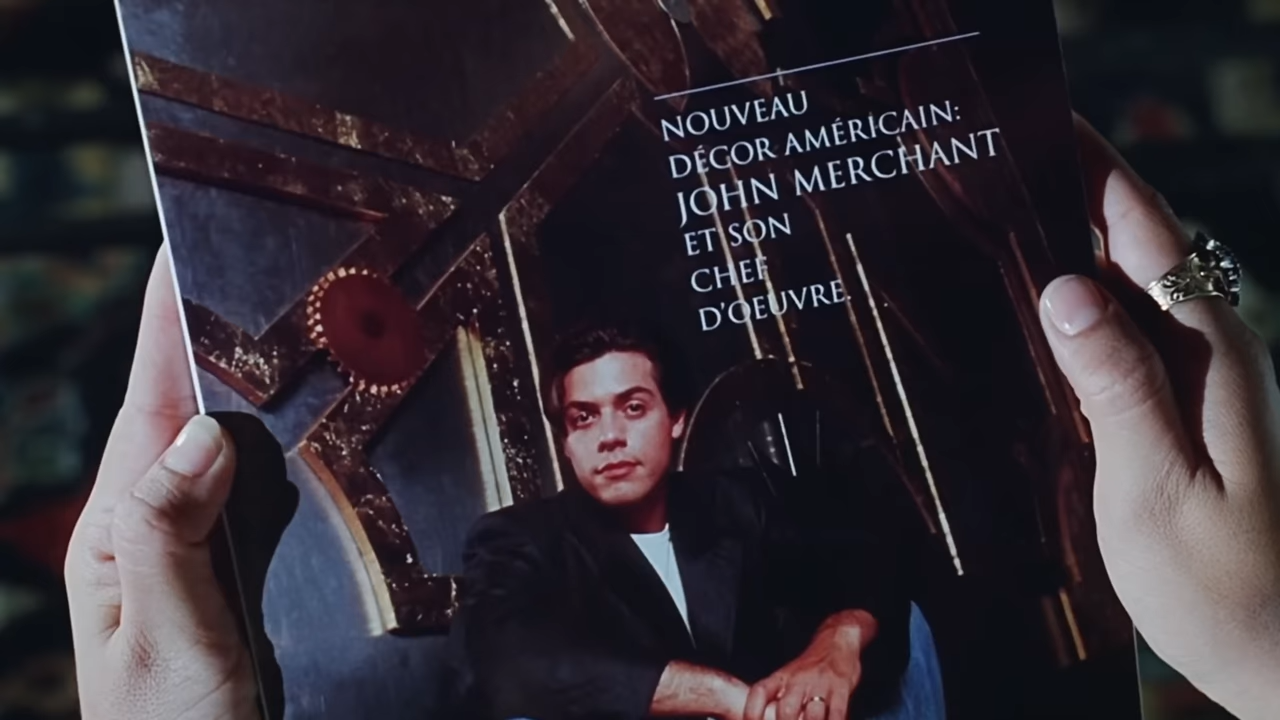 NOUVEAU
DÉCOR AMÉRICAIN:
JOHN MERCHANT
ET SON
CHEF
D'OEUVRE.